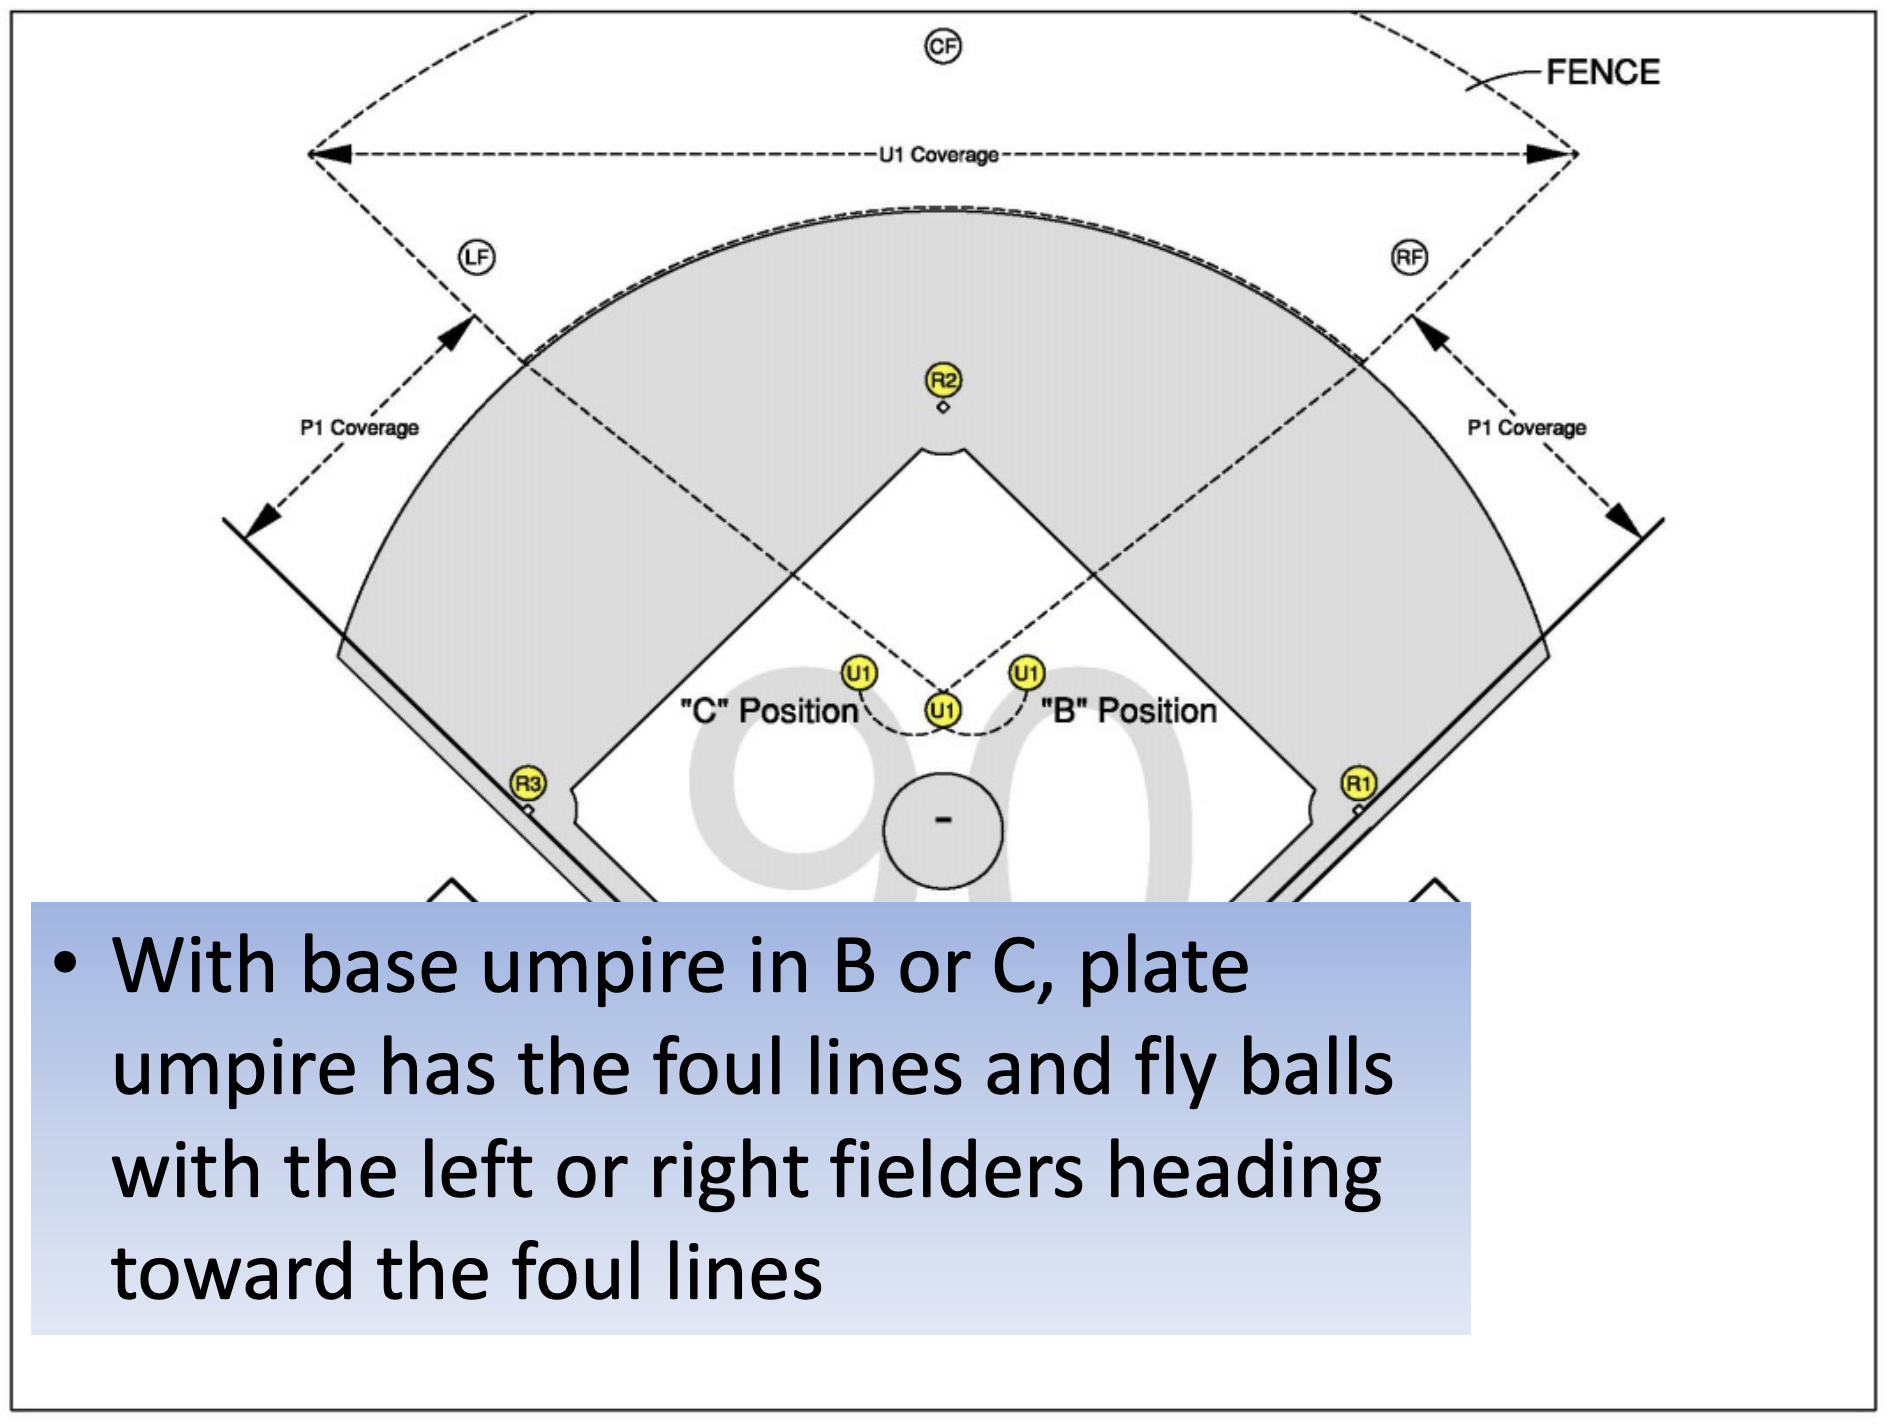 CF
FENCE
U1 Coverage
LF
RF
R2
P1 Coverage
P1 Coverage
U1
U1
"C" Position
U1
"B" Position
R3
R1
90
• With base umpire in B or C, plate
umpire has the foul lines and fly balls
with the left or right fielders heading
toward the foul lines